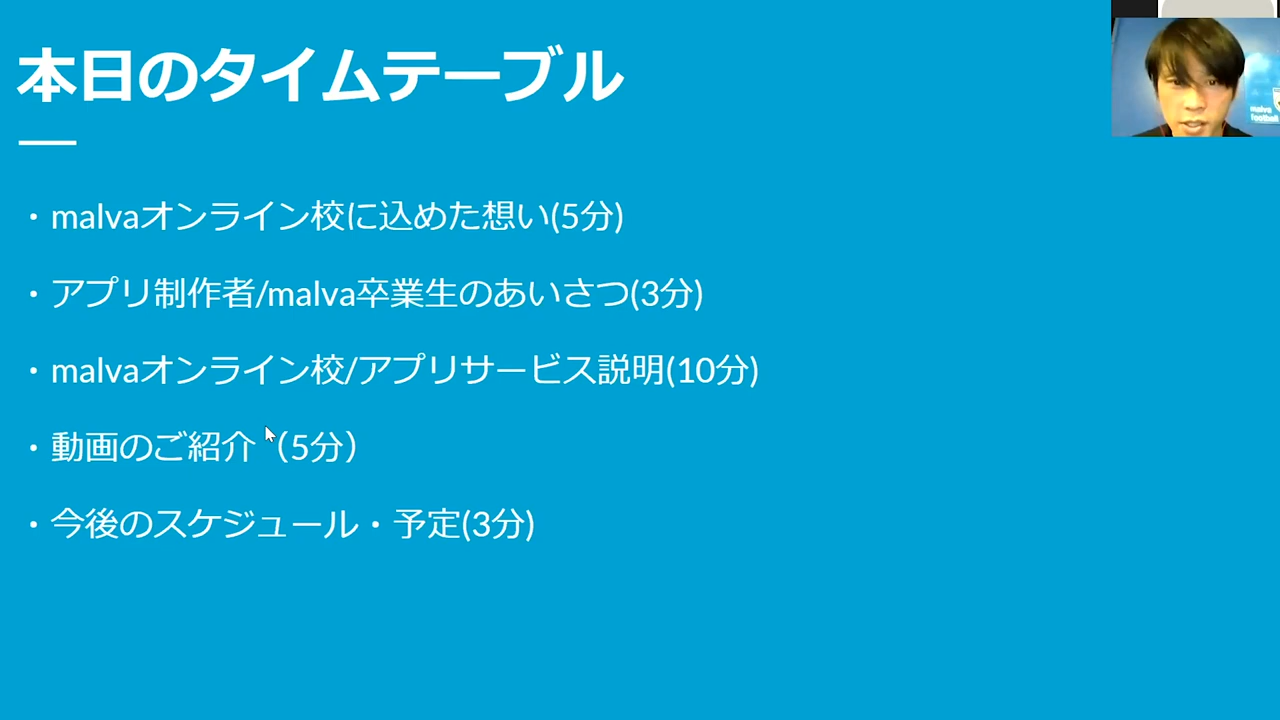 本日のタイムテーブル
・malvaオンライン校に込めた想い(5分)
・アプリ制作者/malva卒業生のあいさつ(3分)
・malvaオンライン校/アプリサービス説明(10分)
・動画のご紹介（5分）
・今後のスケジュール・予定(3分)
malva
football